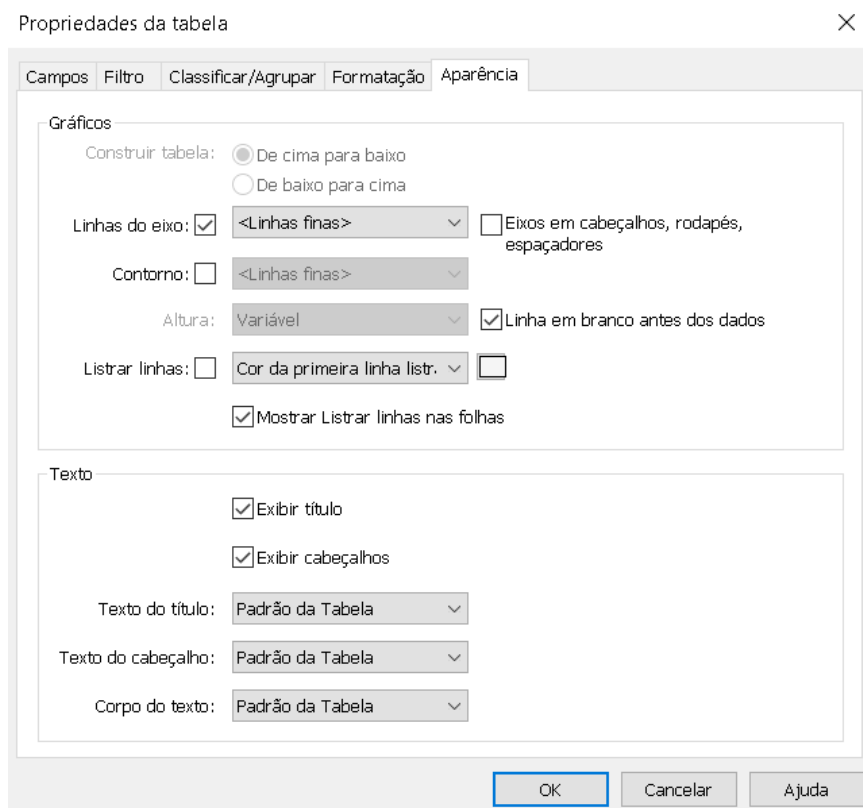 Propriedades da tabela
Campos Filtro Classificar/Agrupar Formatação Aparência
Gráficos
Construir tabela: De cima para baixo
De baixo para cima
Linhas do eixo: <Linhas finas> Eixos em cabeçalhos, rodapés,
espaçadores
Contorno: <Linhas finas>
Altura: Variável Linha em branco antes dos dados
Listrar linhas: Cor da primeira linha listr.
Mostrar Listrar linhas nas folhas
Texto
Exibir título
Exibir cabeçalhos
Texto do título: Padrão da Tabela
Texto do cabeçalho: Padrão da Tabela
Corpo do texto: Padrão da Tabela
OK Cancelar Ajuda